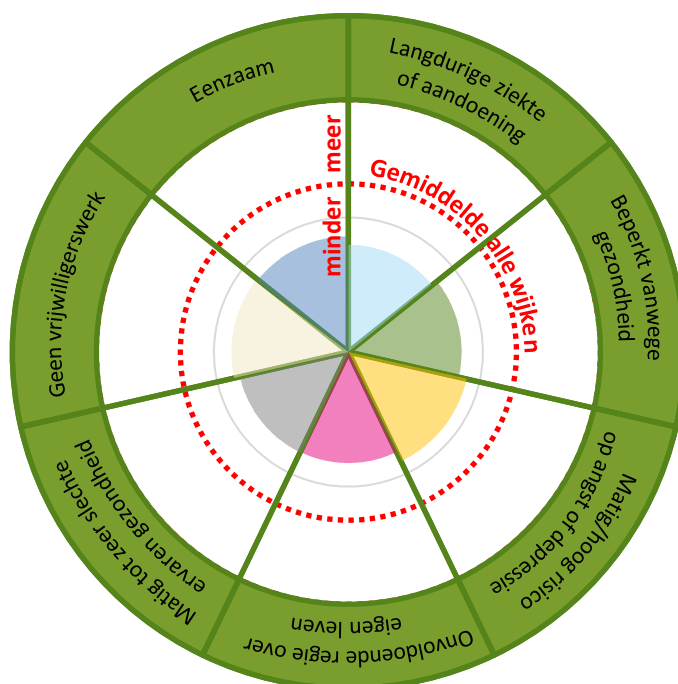 Eenzaam
Langdurige ziekte
of aandoening
Beperkt vanwege
gezondheid
Matig/hoog risico
op angst of depressie
Onvoldoende regie over
eigen leven
Matig tot zeer slechte
ervaren gezondheid
Geen vrijwilligerswerk
meer
minder
Gemiddelde alle wijken